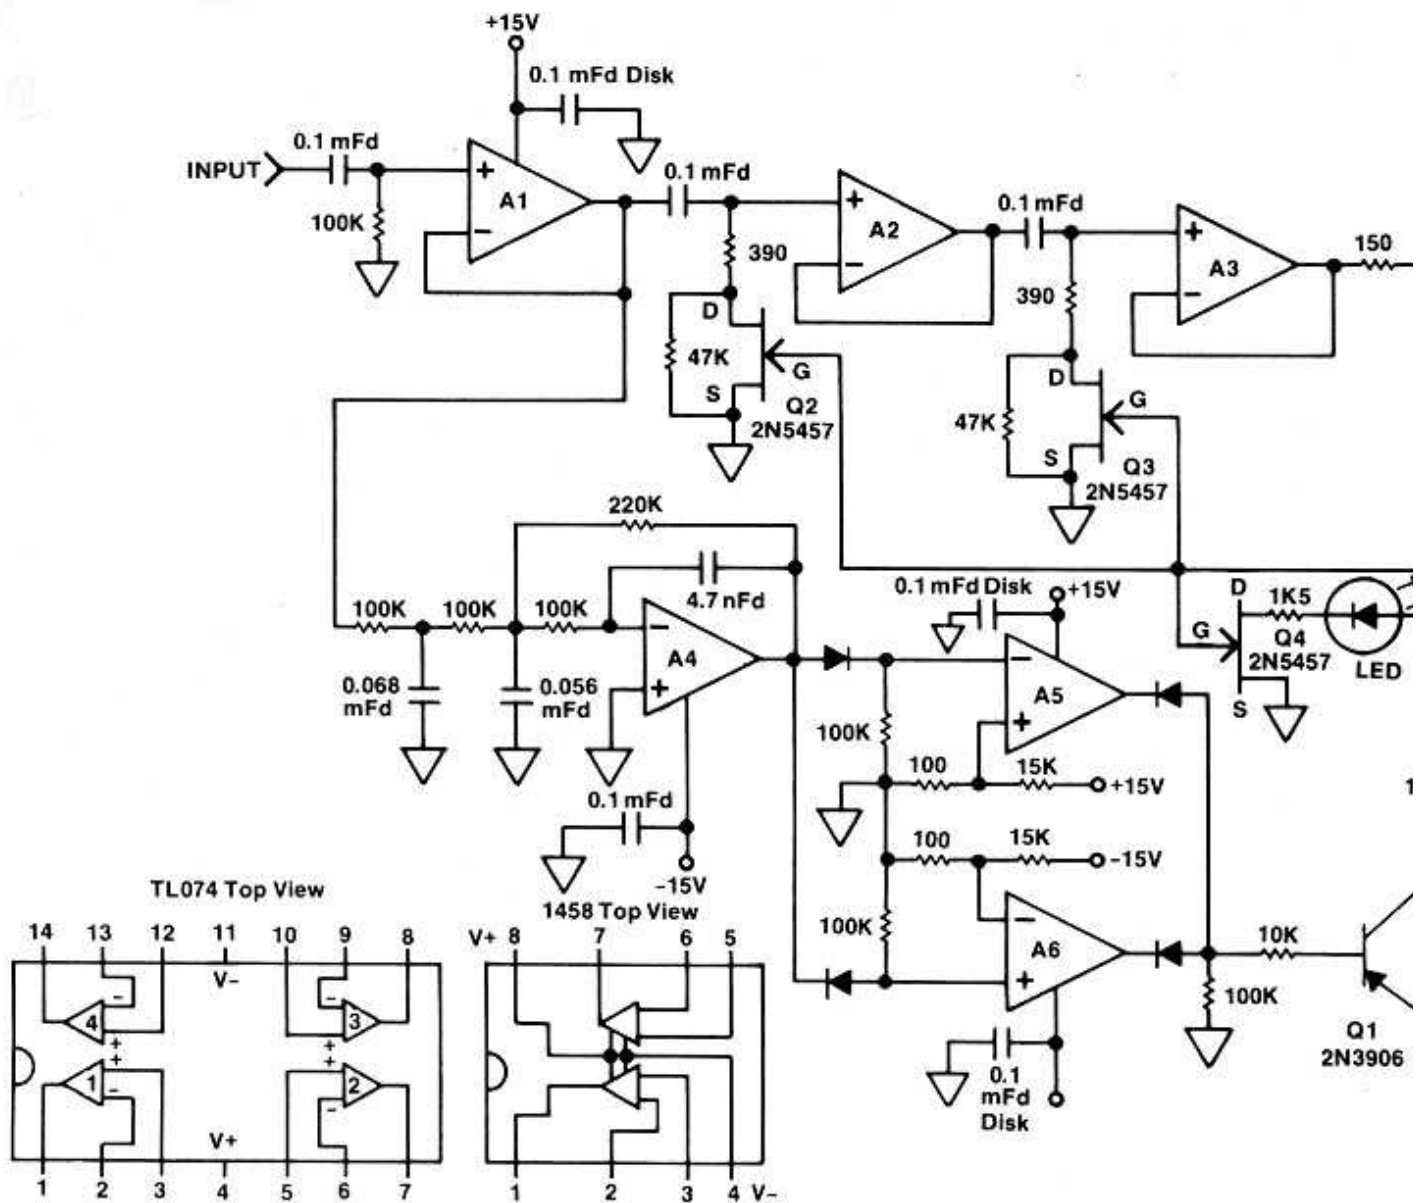 +15V
0.1 mFd Disk
0.1 mFd
INPUT
+
A1
−
100K
0.1 mFd
390
+
A2
−
0.1 mFd
390
+
A3
−
150
D
47K
G
S
Q2
2N5457
D
G
47K
S
Q3
2N5457
220K
4.7 nFd
100K
100K
100K
−
A4
+
0.068
mFd
0.056
mFd
0.1 mFd
−15V
0.1 mFd Disk
+15V
−
A5
+
100K
100
15K
+15V
100
15K
−15V
100K
−
A6
+
0.1
mFd
Disk
D
1K5
G
Q4
2N5457
S
LED
1
10K
100K
Q1
2N3906
TL074 Top View
14 13 12 11 10 9 8
V−
−
4
+
−
3
+
+
1
−
+
2
−
V+
1 2 3 4 5 6 7
1458 Top View
V+ 8 7 6 5
1 2 3 4 V−